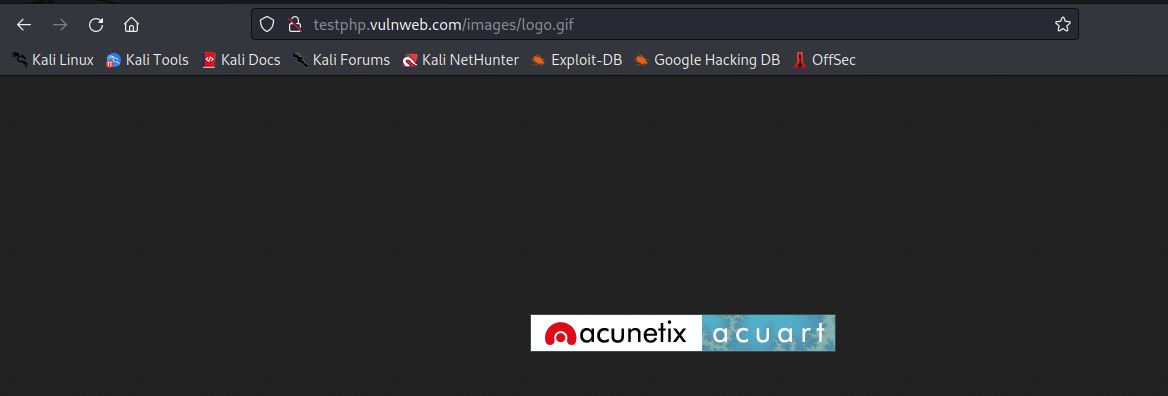 testphp.vulnweb.com/images/logo.gif
Kali Linux Kali Tools Kali Docs Kali Forums Kali NetHunter Exploit-DB Google Hacking DB OffSec
acunetix acuart